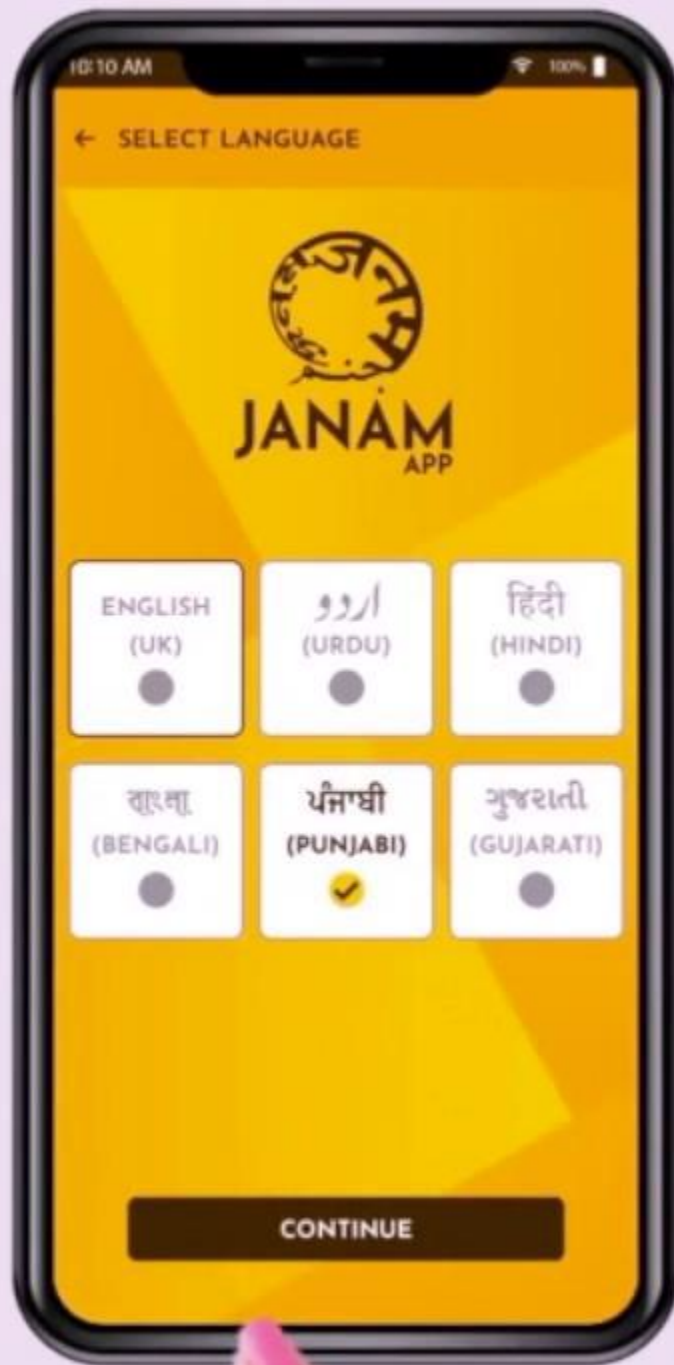 10:10 AM
100%
← SELECT LANGUAGE
JANAM
APP
ENGLISH
(UK)
اردو
(URDU)
हिंदी
(HINDI)
বাংলা
(BENGALI)
ਪੰਜਾਬੀ
(PUNJABI)
ગુજરાતી
(GUJARATI)
CONTINUE